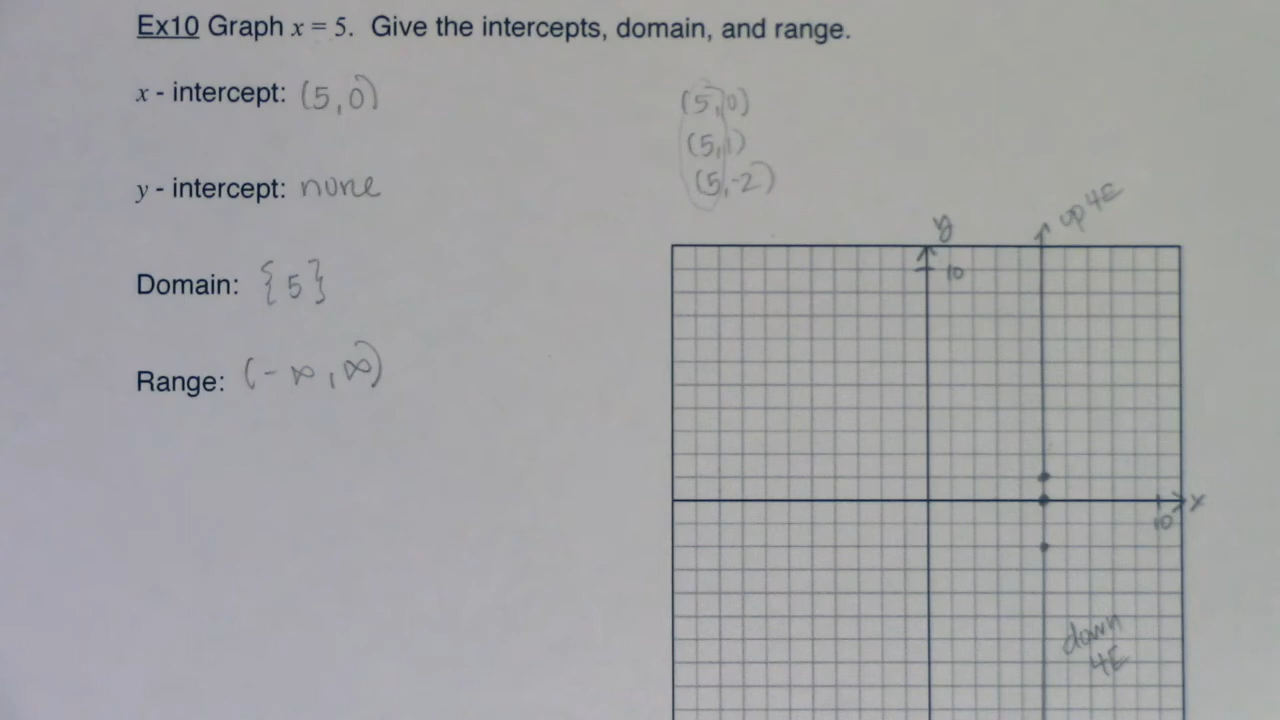 Ex10 Graph x = 5. Give the intercepts, domain, and range.
x - intercept: (5,0)
(5,0)
(5,1)
(5,-2)
y - intercept: none
Domain: {5}
Range: (-∞,∞)
up 4E
y
10
x
10
down
4E